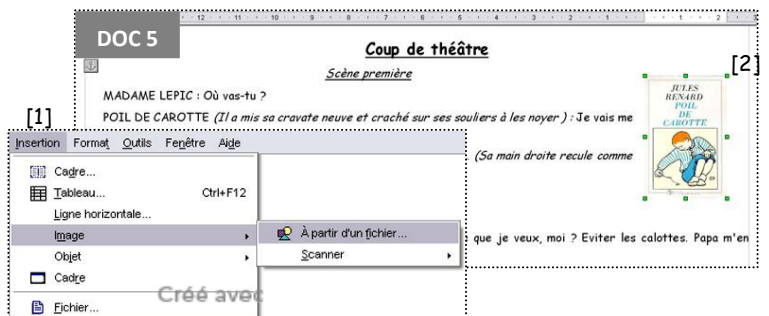 12 · 11 · 10 · 9 · 8 · 7 · 6 · 5 · 4 · 3 · 2 · 1 · 1 · 2 · 3
DOC 5
Coup de théâtre
[2]
Scène première
MADAME LEPIC : Où vas-tu ?
POIL DE CAROTTE (Il a mis sa cravate neuve et craché sur ses souliers à les noyer ) : Je vais me
JULES
RENARD
POIL
DE
CAROTTE
[1]
Insertion Format Outils Fenêtre Aide
(Sa main droite recule comme
Cadre...
Tableau... Ctrl+F12
Ligne horizontale...
Image
À partir d'un fichier...
que je veux, moi ? Eviter les calottes. Papa m'en
Objet
Scanner
Cadre
Fichier...
Créé avec